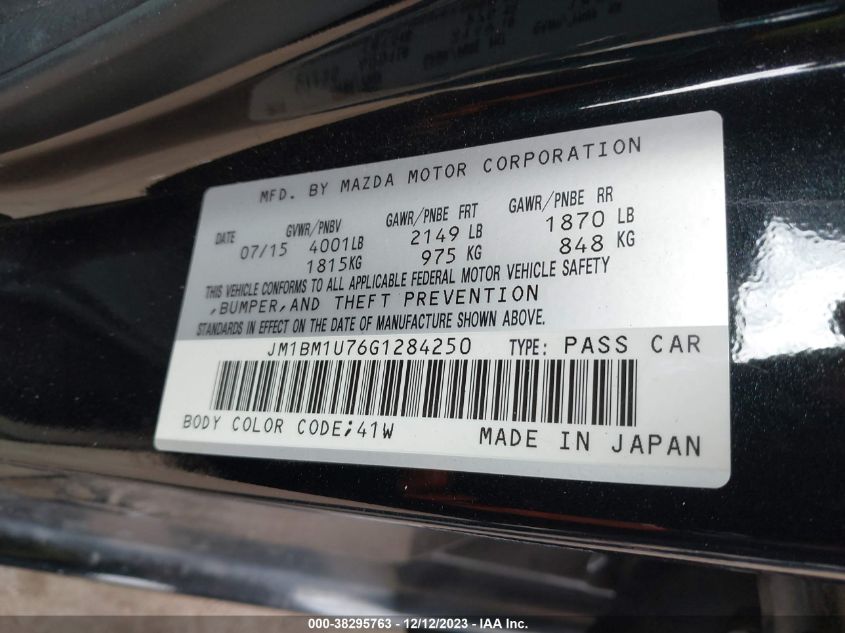 MFD. BY MAZDA MOTOR CORPORATION
DATE GVWR/PNBV GAWR/PNBE FRT GAWR/PNBE RR
07/15 4001LB 2149 LB 1870 LB
1815KG 975 KG 848 KG
THIS VEHICLE CONFORMS TO ALL APPLICABLE FEDERAL MOTOR VEHICLE SAFETY
,BUMPER,AND THEFT PREVENTION
STANDARDS IN EFFECT ON THE DATE OF MANUFACTURE SHOWN ABOVE.
JM1BM1U76G1284250 TYPE: PASS CAR
BODY COLOR CODE;41W MADE IN JAPAN
000-38295763 - 12/12/2023 - IAA Inc.